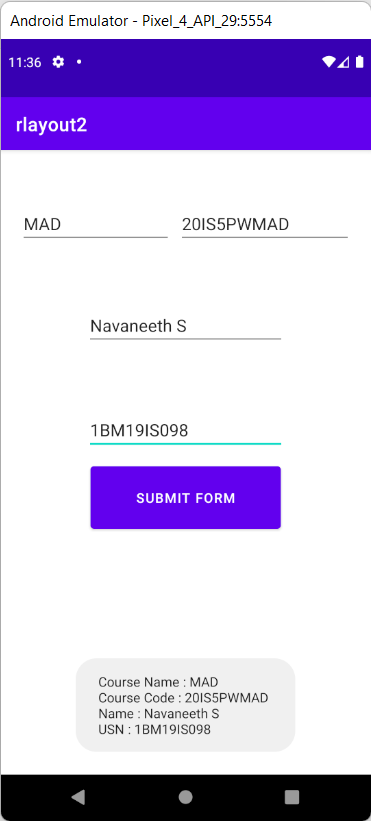 Android Emulator - Pixel_4_API_29:5554
11:36
rlayout2
MAD 20IS5PWMAD
Navaneeth S
1BM19IS098
SUBMIT FORM
Course Name : MAD
Course Code : 20IS5PWMAD
Name : Navaneeth S
USN : 1BM19IS098